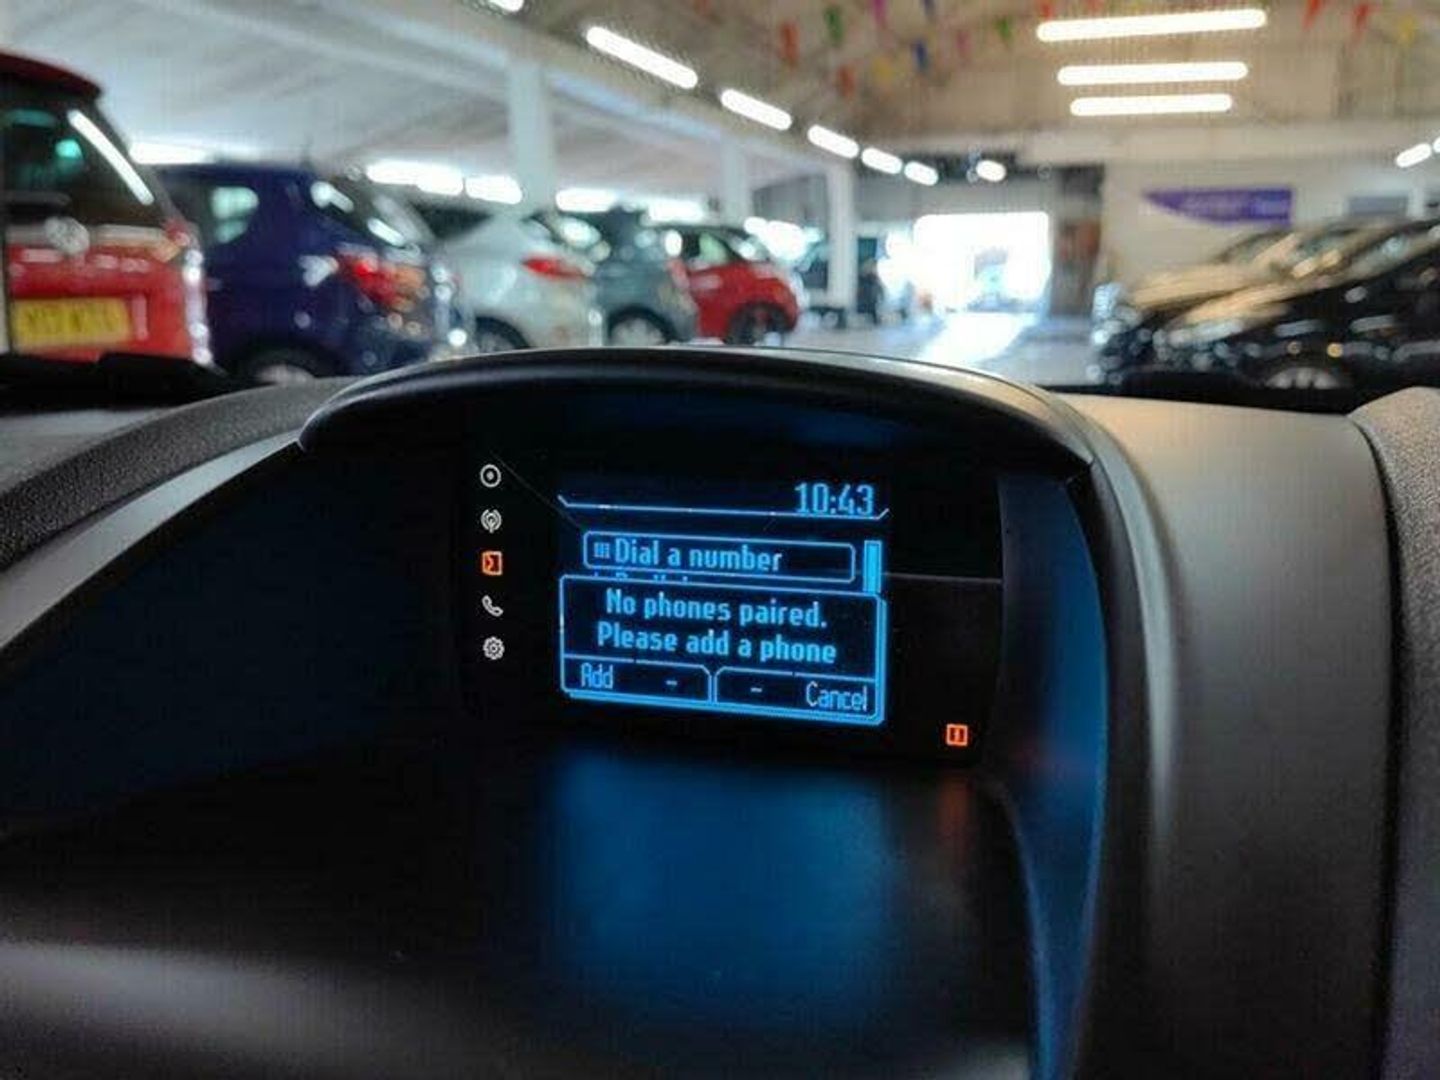 10:43
Dial a number
No phones paired.
Please add a phone
Add - - Cancel